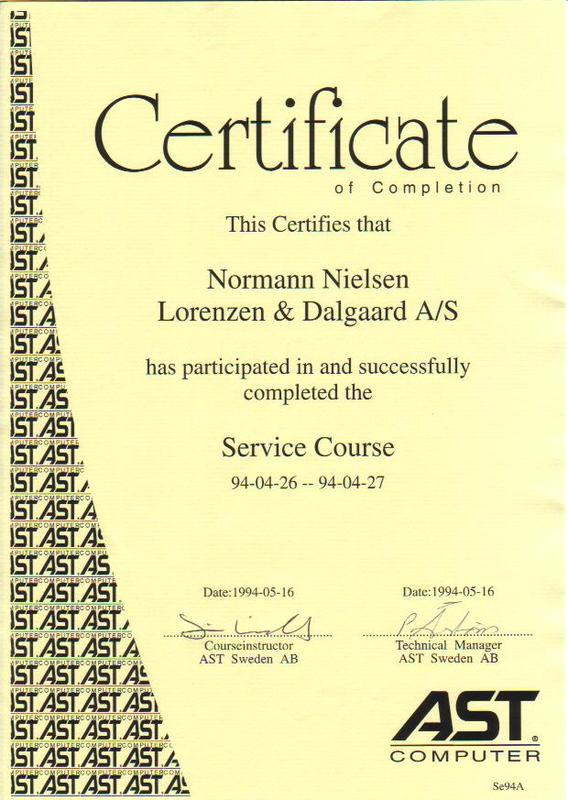 Certificate
of Completion
This Certifies that
Normann Nielsen
Lorenzen & Dalgaard A/S
has participated in and successfully
completed the
Service Course
94-04-26 -- 94-04-27
Date:1994-05-16
Courseinstructor
AST Sweden AB
Date:1994-05-16
Technical Manager
AST Sweden AB
AST®
COMPUTER
Se94A